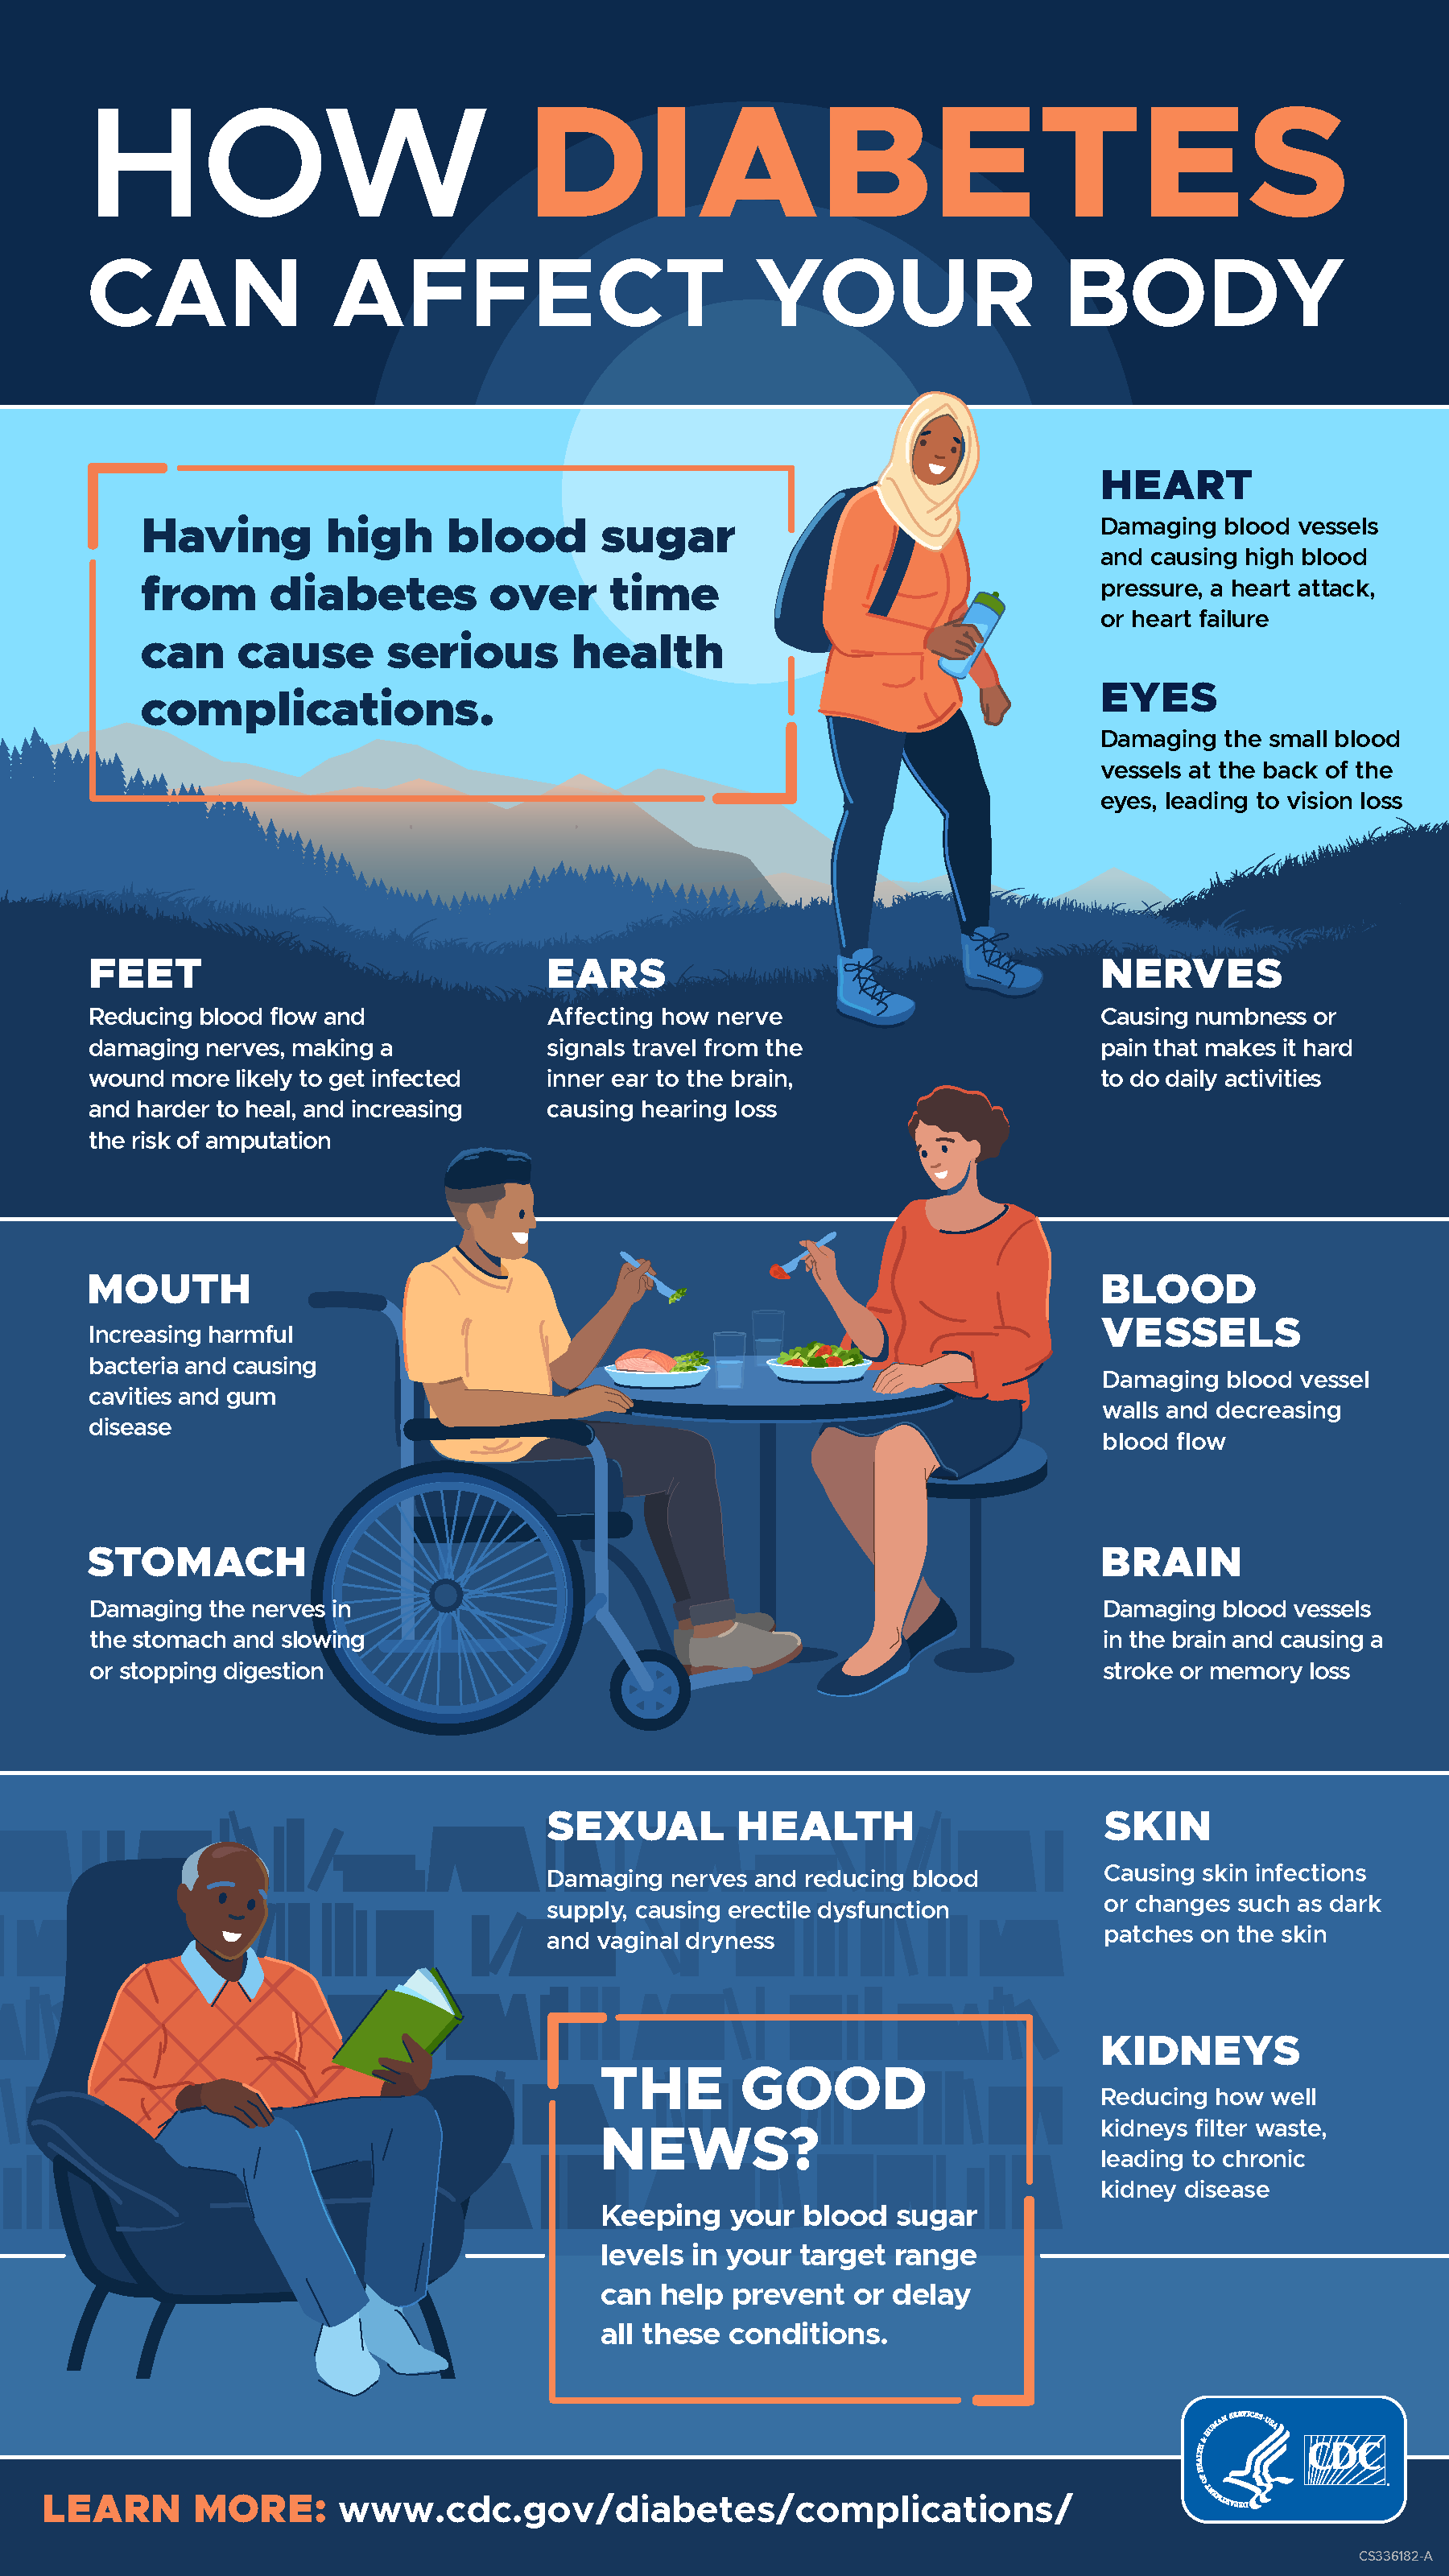 HOW DIABETES
CAN AFFECT YOUR BODY
Having high blood sugar
from diabetes over time
can cause serious health
complications.
HEART
Damaging blood vessels
and causing high blood
pressure, a heart attack,
or heart failure
EYES
Damaging the small blood
vessels at the back of the
eyes, leading to vision loss
FEET
Reducing blood flow and
damaging nerves, making a
wound more likely to get infected
and harder to heal, and increasing
the risk of amputation
EARS
Affecting how nerve
signals travel from the
inner ear to the brain,
causing hearing loss
NERVES
Causing numbness or
pain that makes it hard
to do daily activities
MOUTH
Increasing harmful
bacteria and causing
cavities and gum
disease
BLOOD
VESSELS
Damaging blood vessel
walls and decreasing
blood flow
STOMACH
Damaging the nerves in
the stomach and slowing
or stopping digestion
BRAIN
Damaging blood vessels
in the brain and causing a
stroke or memory loss
SEXUAL HEALTH
Damaging nerves and reducing blood
supply, causing erectile dysfunction
and vaginal dryness
SKIN
Causing skin infections
or changes such as dark
patches on the skin
KIDNEYS
Reducing how well
kidneys filter waste,
leading to chronic
kidney disease
THE GOOD
NEWS?
Keeping your blood sugar
levels in your target range
can help prevent or delay
all these conditions.
DEPARTMENT OF HEALTH & HUMAN SERVICES·USA
CDC
LEARN MORE: www.cdc.gov/diabetes/complications/
CS336182-A